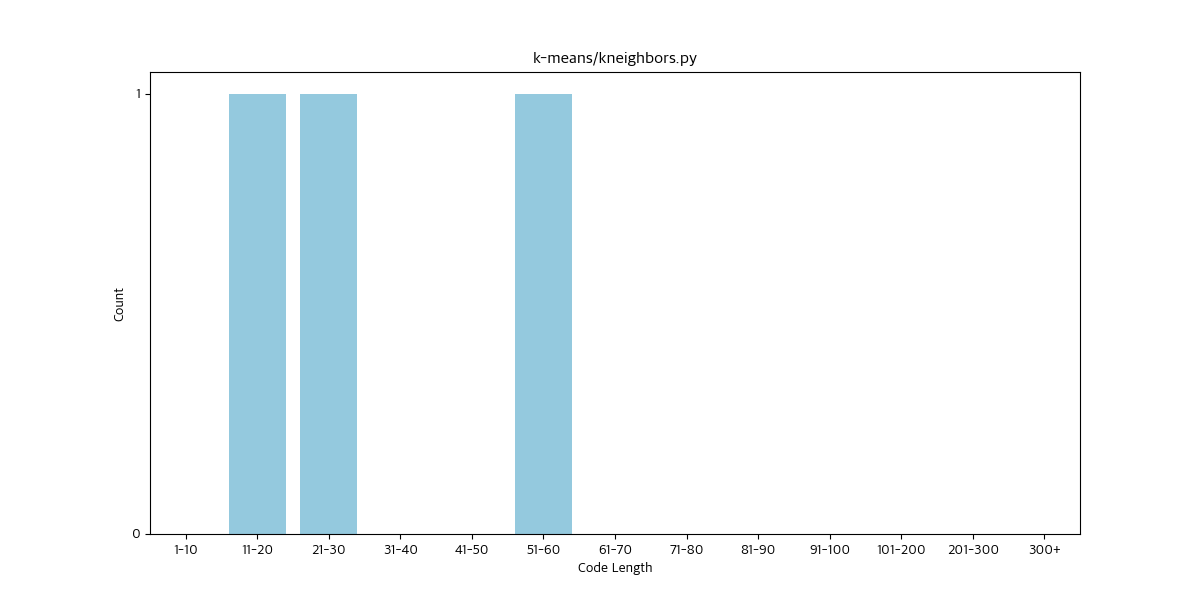 k-means/kneighbors.py
1
Count
0
1-10 11-20 21-30 31-40 41-50 51-60 61-70 71-80 81-90 91-100 101-200 201-300 300+
Code Length